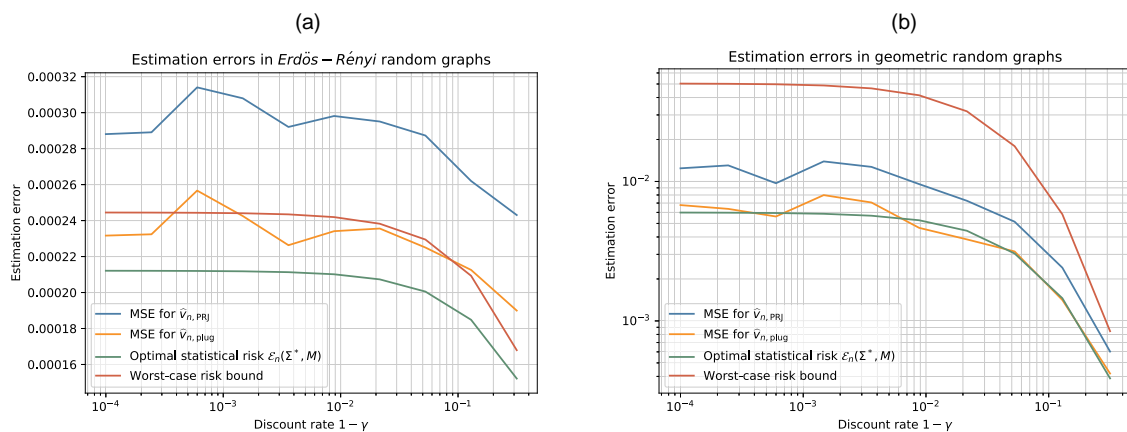 (a)
Estimation errors in Erdös − Rényi random graphs
0.00032
0.00030
0.00028
0.00026
0.00024
0.00022
0.00020
0.00018
0.00016
Estimation error
MSE for v̂ₙ,PRJ
MSE for v̂ₙ,plug
Optimal statistical risk ℰₙ(Σ*, M)
Worst-case risk bound
10⁻⁴
10⁻³
10⁻²
10⁻¹
Discount rate 1 − γ
(b)
Estimation errors in geometric random graphs
10⁻²
10⁻³
Estimation error
MSE for v̂ₙ,PRJ
MSE for v̂ₙ,plug
Optimal statistical risk ℰₙ(Σ*, M)
Worst-case risk bound
10⁻⁴
10⁻³
10⁻²
10⁻¹
Discount rate 1 − γ